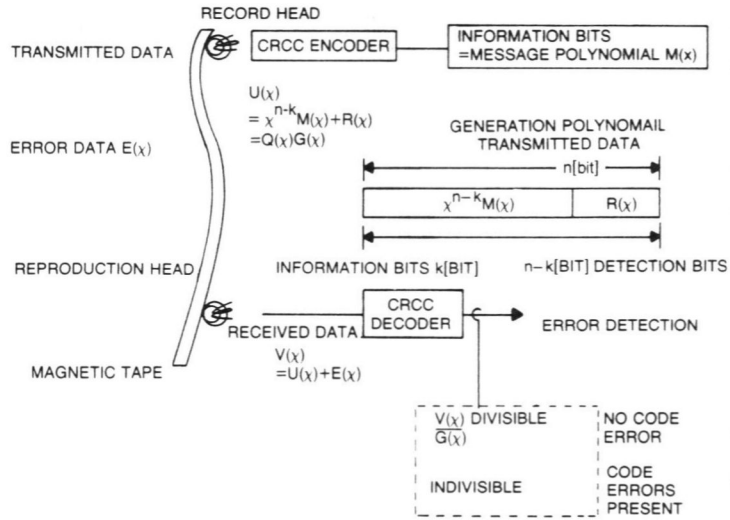 RECORD HEAD
TRANSMITTED DATA
CRCC ENCODER
INFORMATION BITS
=MESSAGE POLYNOMIAL M(x)
U(χ)
= χ^n-k M(χ)+R(χ)
=Q(χ)G(χ)
ERROR DATA E(χ)
GENERATION POLYNOMAIL
TRANSMITTED DATA
n[bit]
χ^n-k M(χ)
R(χ)
REPRODUCTION HEAD
INFORMATION BITS k[BIT]
n-k[BIT] DETECTION BITS
CRCC
DECODER
RECEIVED DATA
ERROR DETECTION
V(χ)
=U(χ)+E(χ)
MAGNETIC TAPE
V(χ) DIVISIBLE
G(χ)
NO CODE
ERROR
INDIVISIBLE
CODE
ERRORS
PRESENT